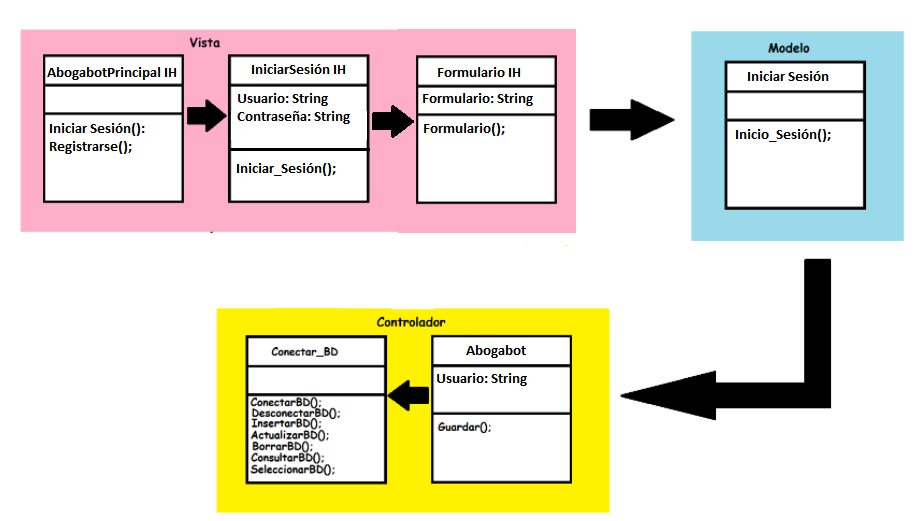 Vista
AbogabotPrincipal IH
Iniciar Sesión():
Registrarse();
IniciarSesión IH
Usuario: String
Contraseña: String
Iniciar_Sesión();
Formulario IH
Formulario: String
Formulario();
Modelo
Iniciar Sesión
Inicio_Sesión();
Controlador
Conectar_BD
ConectarBD();
DesconectarBD();
InsertarBD();
ActualizarBD();
BorrarBD();
ConsultarBD();
SeleccionarBD();
Abogabot
Usuario: String
Guardar();